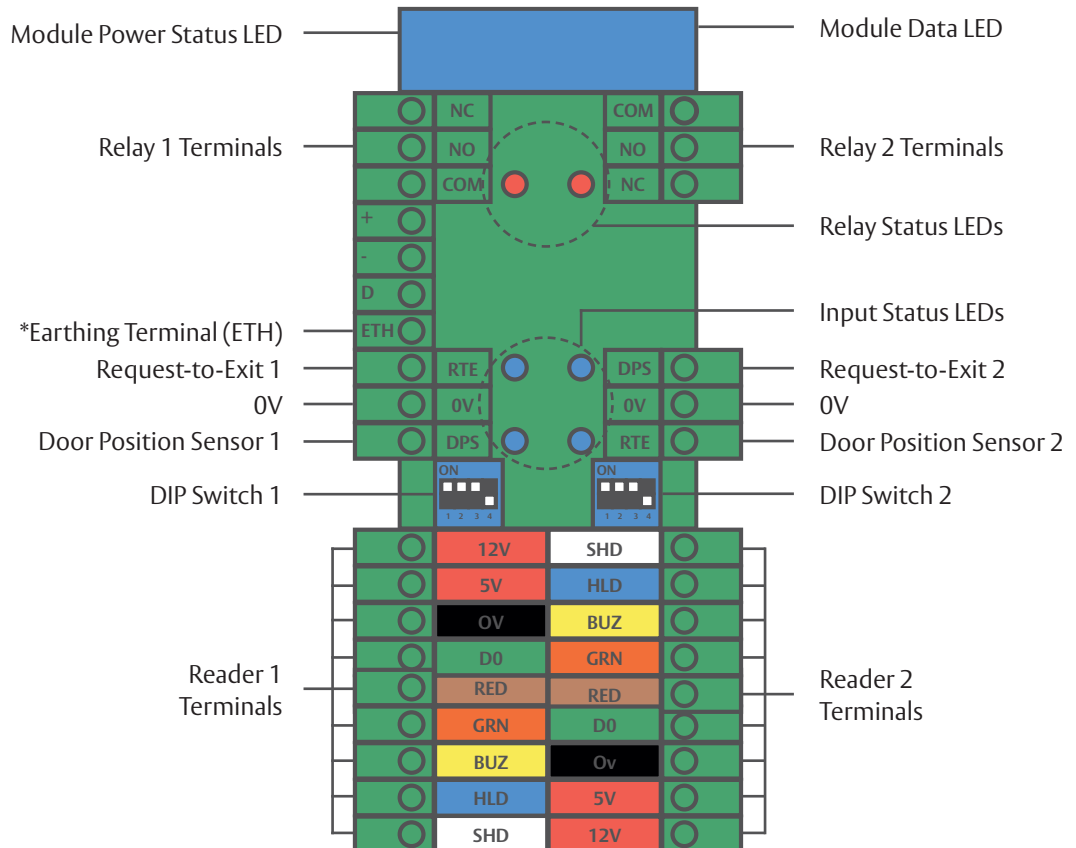 Module Power Status LED
Module Data LED
NC
COM
Relay 1 Terminals
NO
NO
Relay 2 Terminals
COM
NC
+
Relay Status LEDs
-
D
Input Status LEDs
*Earthing Terminal (ETH)
ETH
Request-to-Exit 1
RTE
DPS
Request-to-Exit 2
0V
0V
0V
0V
Door Position Sensor 1
DPS
RTE
Door Position Sensor 2
ON
ON
DIP Switch 1
DIP Switch 2
1 2 3 4
1 2 3 4
12V
SHD
5V
HLD
OV
BUZ
D0
GRN
Reader 1
Terminals
RED
RED
Reader 2
Terminals
GRN
D0
BUZ
Ov
HLD
5V
SHD
12V